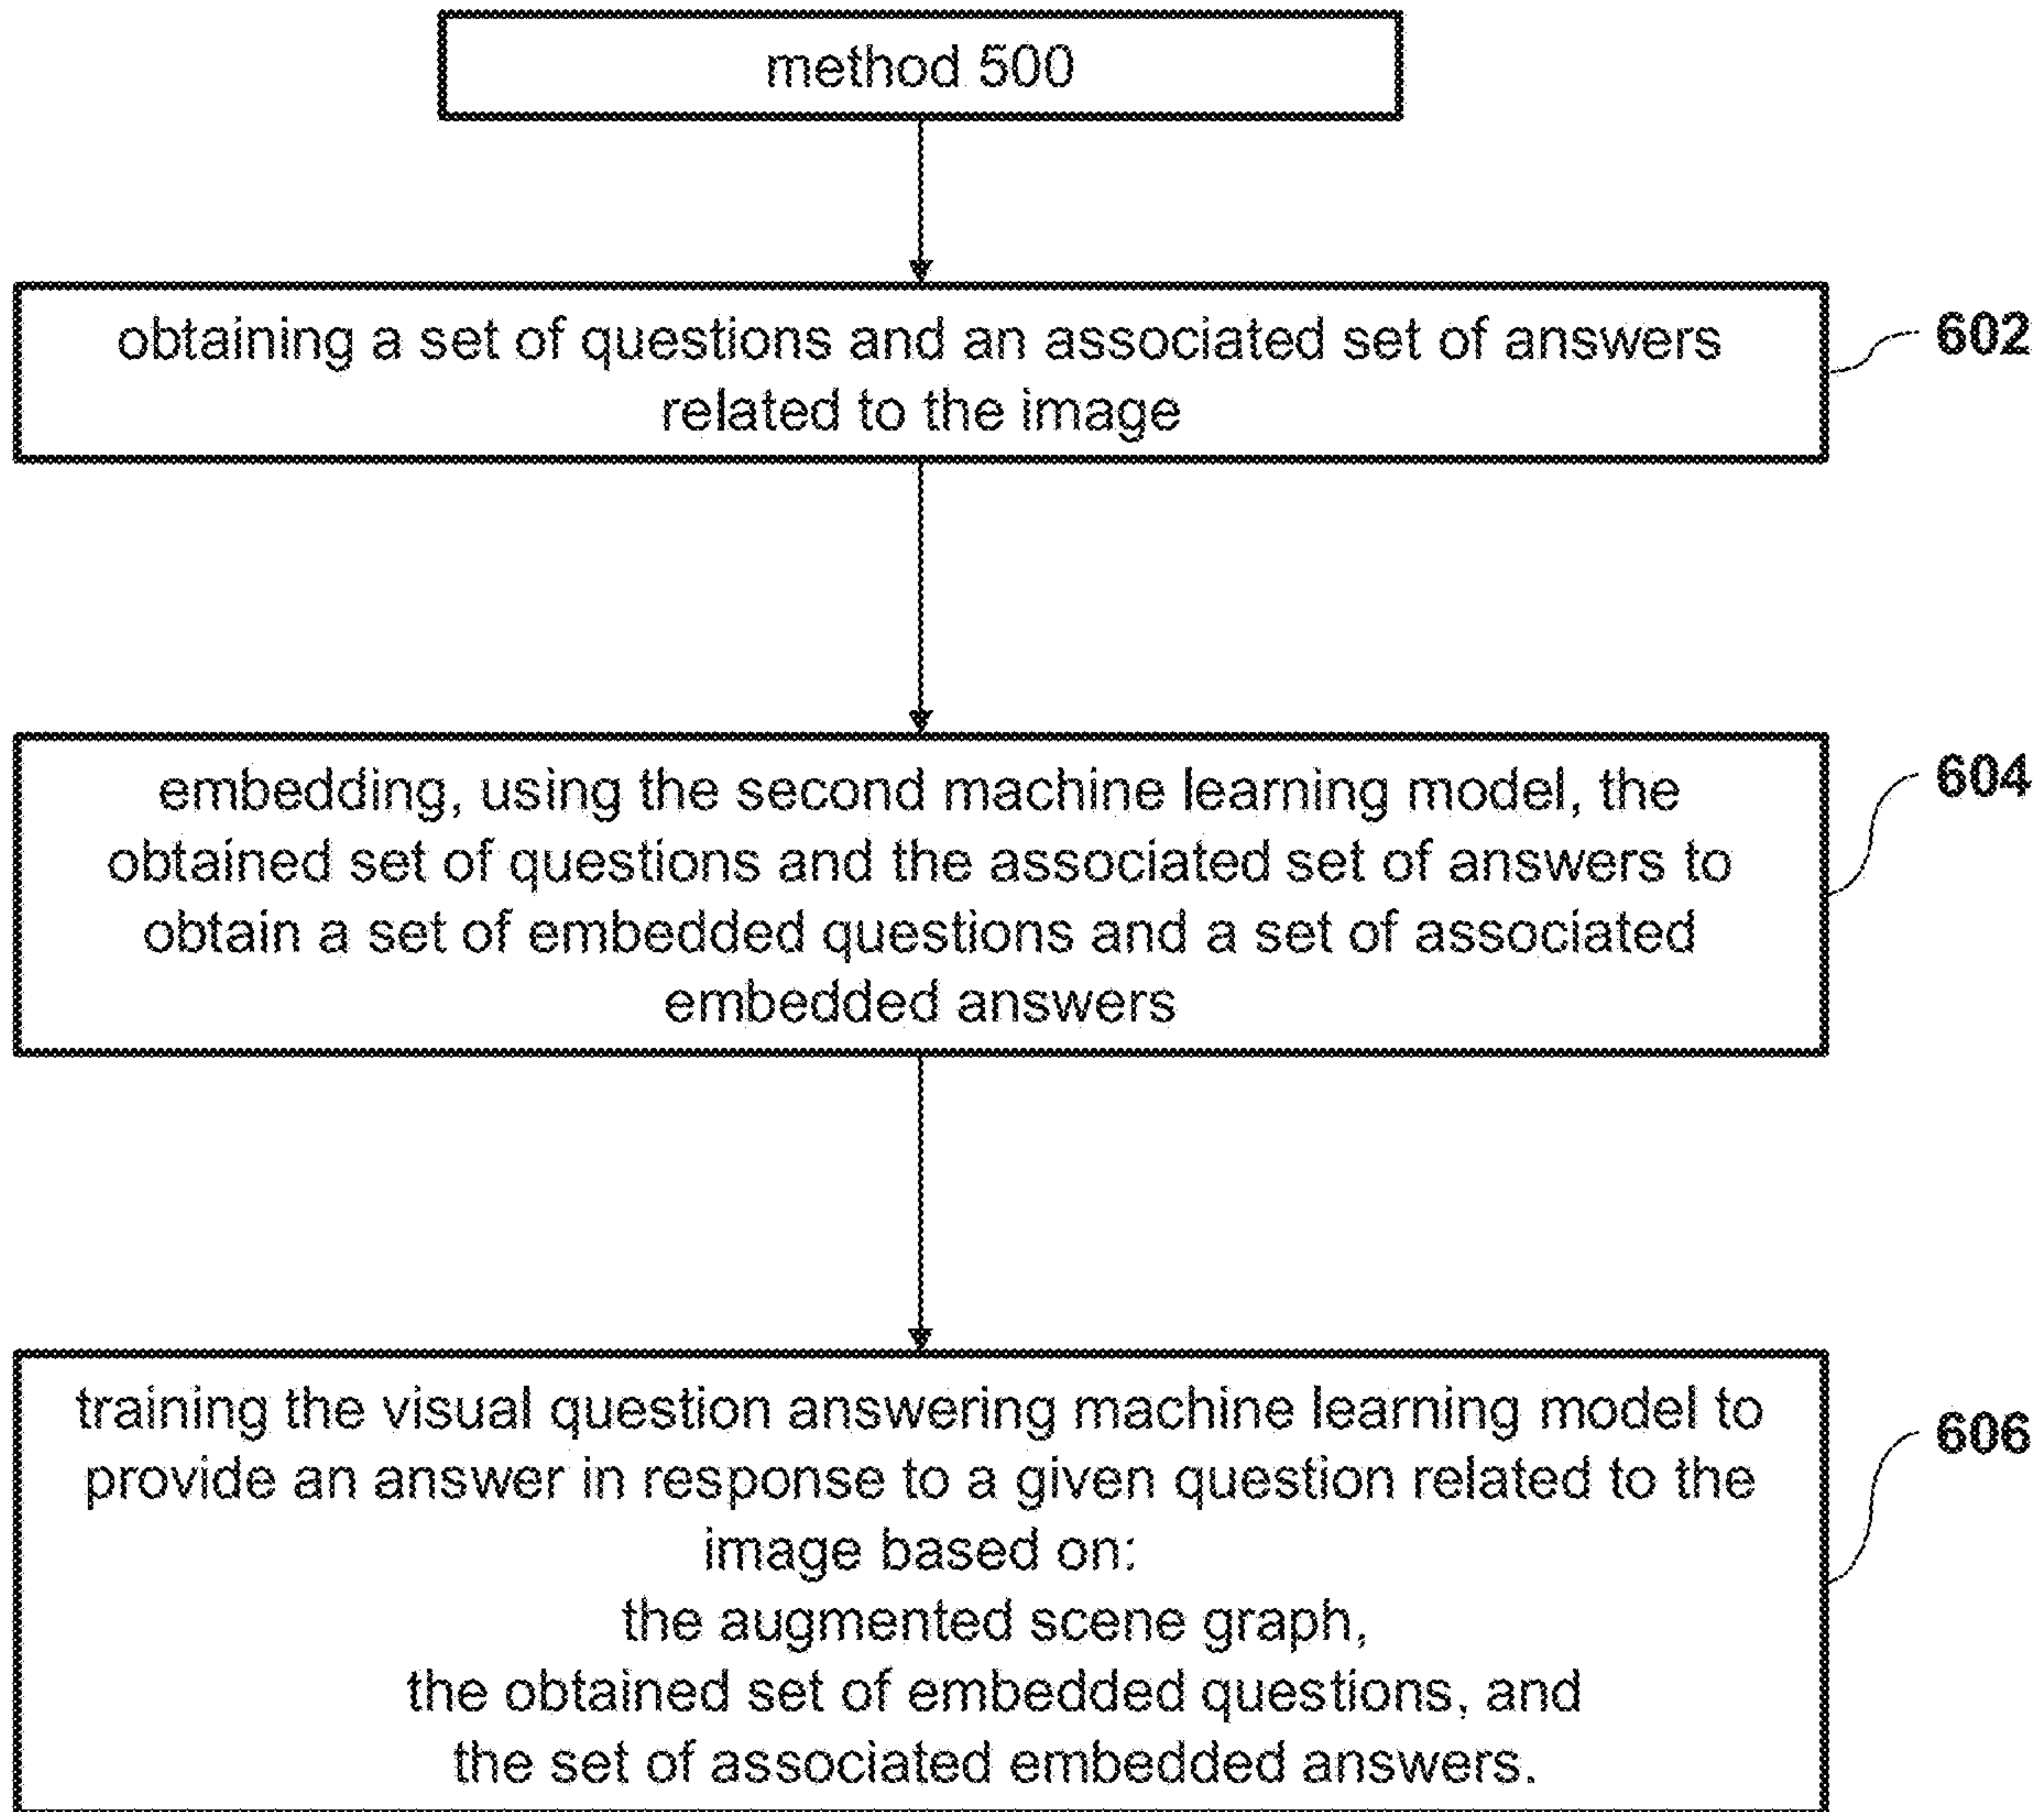 method 500
obtaining a set of questions and an associated set of answers
related to the image
602
embedding, using the second machine learning model, the
obtained set of questions and the associated set of answers to
obtain a set of embedded questions and a set of associated
embedded answers
604
training the visual question answering machine learning model to
provide an answer in response to a given question related to the
image based on:
the augmented scene graph,
the obtained set of embedded questions, and
the set of associated embedded answers.
606